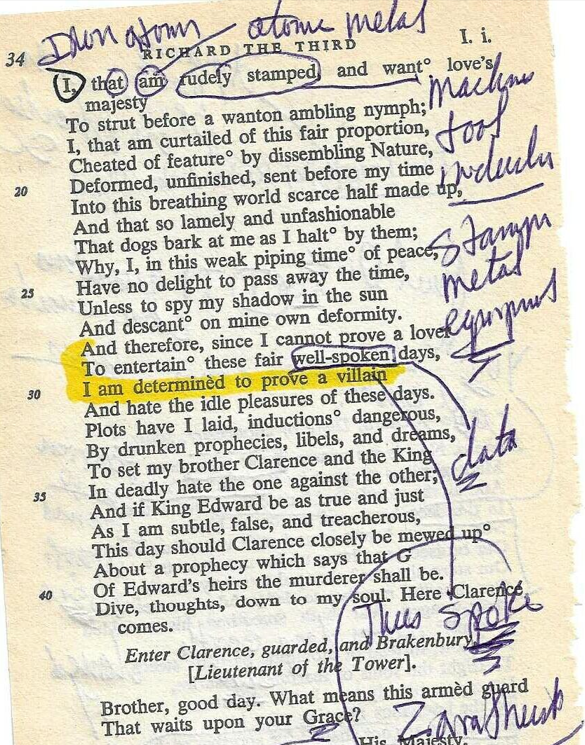 atomic metal
34 RICHARD THE THIRD I. i.
I, that am rudely stamped, and want° love's
majesty
To strut before a wanton ambling nymph;
I, that am curtailed of this fair proportion,
Cheated of feature° by dissembling Nature,
20 Deformed, unfinished, sent before my time
Into this breathing world scarce half made up,
And that so lamely and unfashionable
That dogs bark at me as I halt° by them;
Why, I, in this weak piping time° of peace,
25 Have no delight to pass away the time,
Unless to spy my shadow in the sun
And descant° on mine own deformity.
And therefore, since I cannot prove a lover
To entertain° these fair well-spoken days,
30 I am determinèd to prove a villain
And hate the idle pleasures of these days.
Plots have I laid, inductions° dangerous,
By drunken prophecies, libels, and dreams,
To set my brother Clarence and the King
35 In deadly hate the one against the other;
And if King Edward be as true and just
As I am subtle, false, and treacherous,
This day should Clarence closely be mewed up°
About a prophecy which says that G
40 Of Edward's heirs the murderer shall be.
Dive, thoughts, down to my soul. Here Clarence
comes.
Enter Clarence, guarded, and Brakenbury
[Lieutenant of the Tower].
Brother, good day. What means this armèd guard
That waits upon your Grace?
His Majesty,
machine
tool
stamping
metal
equipment
data
Thus Spoke
Zarathustra